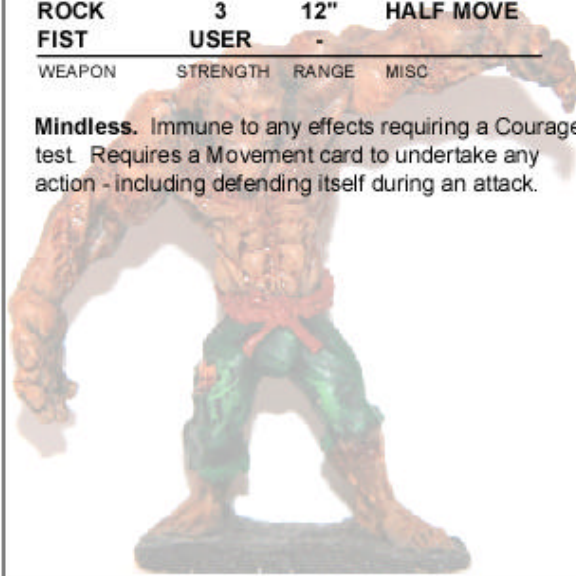 ROCK 3 12" HALF MOVE
FIST USER -
WEAPON STRENGTH RANGE MISC
Mindless. Immune to any effects requiring a Courage
test. Requires a Movement card to undertake any
action - including defending itself during an attack.